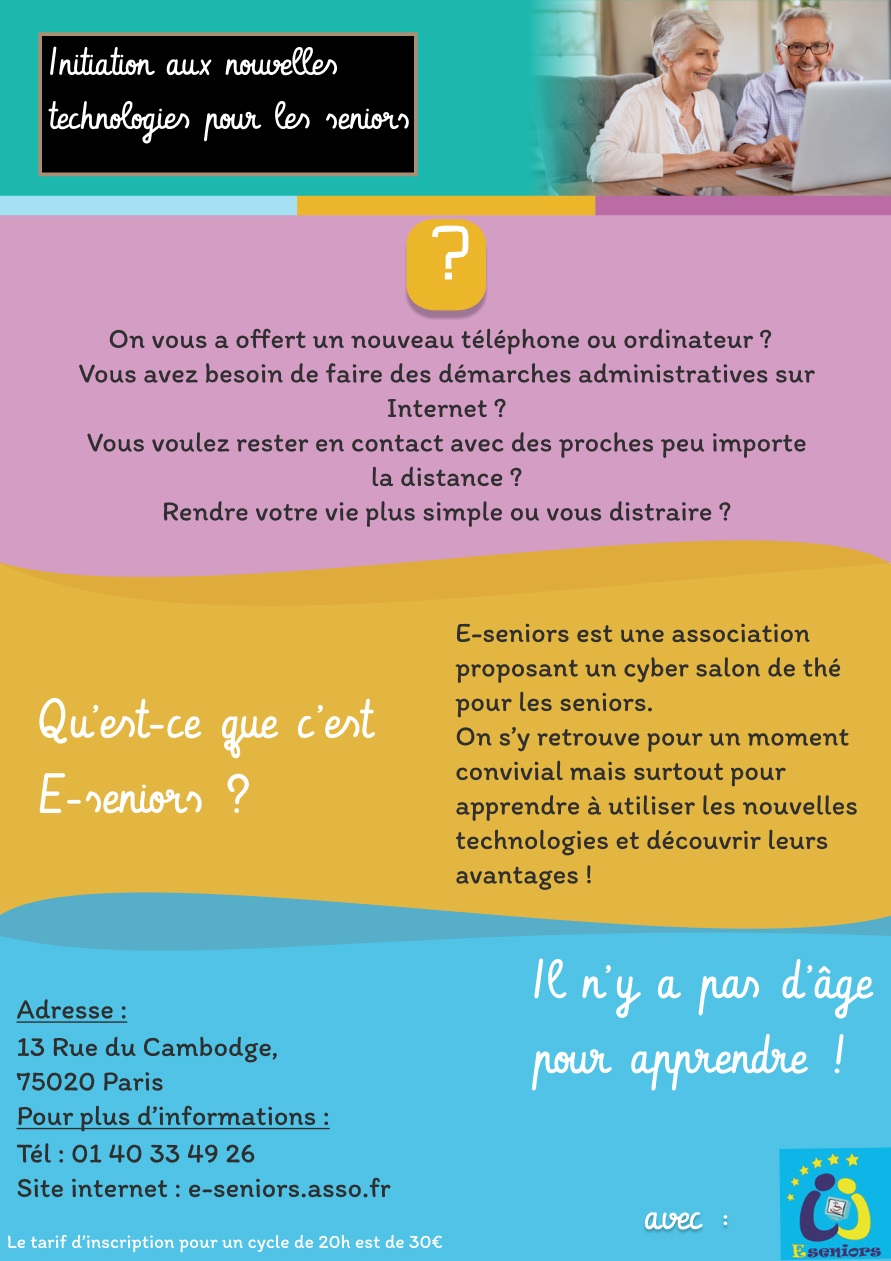 Initiation aux nouvelles
technologies pour les seniors
?
On vous a offert un nouveau téléphone ou ordinateur ?
Vous avez besoin de faire des démarches administratives sur
Internet ?
Vous voulez rester en contact avec des proches peu importe
la distance ?
Rendre votre vie plus simple ou vous distraire ?
Qu'est-ce que c'est
E-seniors ?
E-seniors est une association
proposant un cyber salon de thé
pour les seniors.
On s'y retrouve pour un moment
convivial mais surtout pour
apprendre à utiliser les nouvelles
technologies et découvrir leurs
avantages !
Il n'y a pas d'âge
pour apprendre !
Adresse :
13 Rue du Cambodge,
75020 Paris
Pour plus d'informations :
Tél : 01 40 33 49 26
Site internet : e-seniors.asso.fr
avec :
Eseniors
Le tarif d'inscription pour un cycle de 20h est de 30€